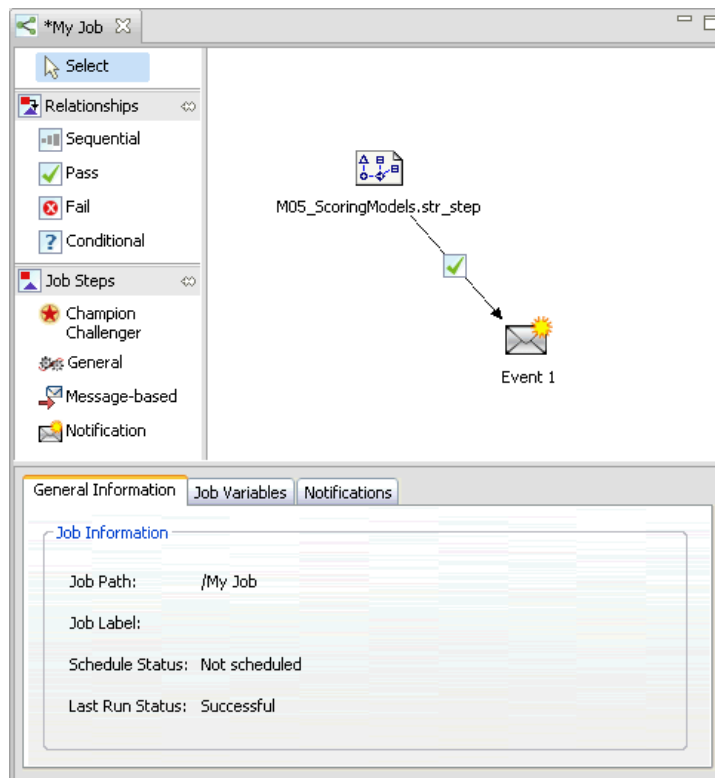 *My Job
Select
Relationships
Sequential
Pass
Fail
Conditional
Job Steps
Champion
Challenger
General
Message-based
Notification
M05_ScoringModels.str_step
Event 1
General Information Job Variables Notifications
Job Information
Job Path: /My Job
Job Label:
Schedule Status: Not scheduled
Last Run Status: Successful